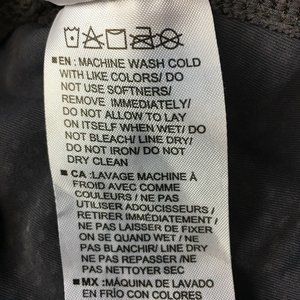 ■ EN : MACHINE WASH COLD
WITH LIKE COLORS/ DO
NOT USE SOFTNERS/
REMOVE IMMEDIATELY/
DO NOT ALLOW TO LAY
ON ITSELF WHEN WET/ DO
NOT BLEACH/ LINE DRY/
DO NOT IRON/ DO NOT
DRY CLEAN
■ CA :LAVAGE MACHINE À
FROID AVEC COMME
COULEURS / NE PAS
UTILISER ADOUCISSEURS /
RETIRER IMMÉDIATEMENT /
NE PAS LAISSER DE FIXER
ON SE QUAND WET / NE
PAS BLANCHIR/ LINE DRY
NE PAS REPASSER /NE
PAS NETTOYER SEC
■ MX :MÁQUINA DE LAVADO
EN FRÍO CON COLORES